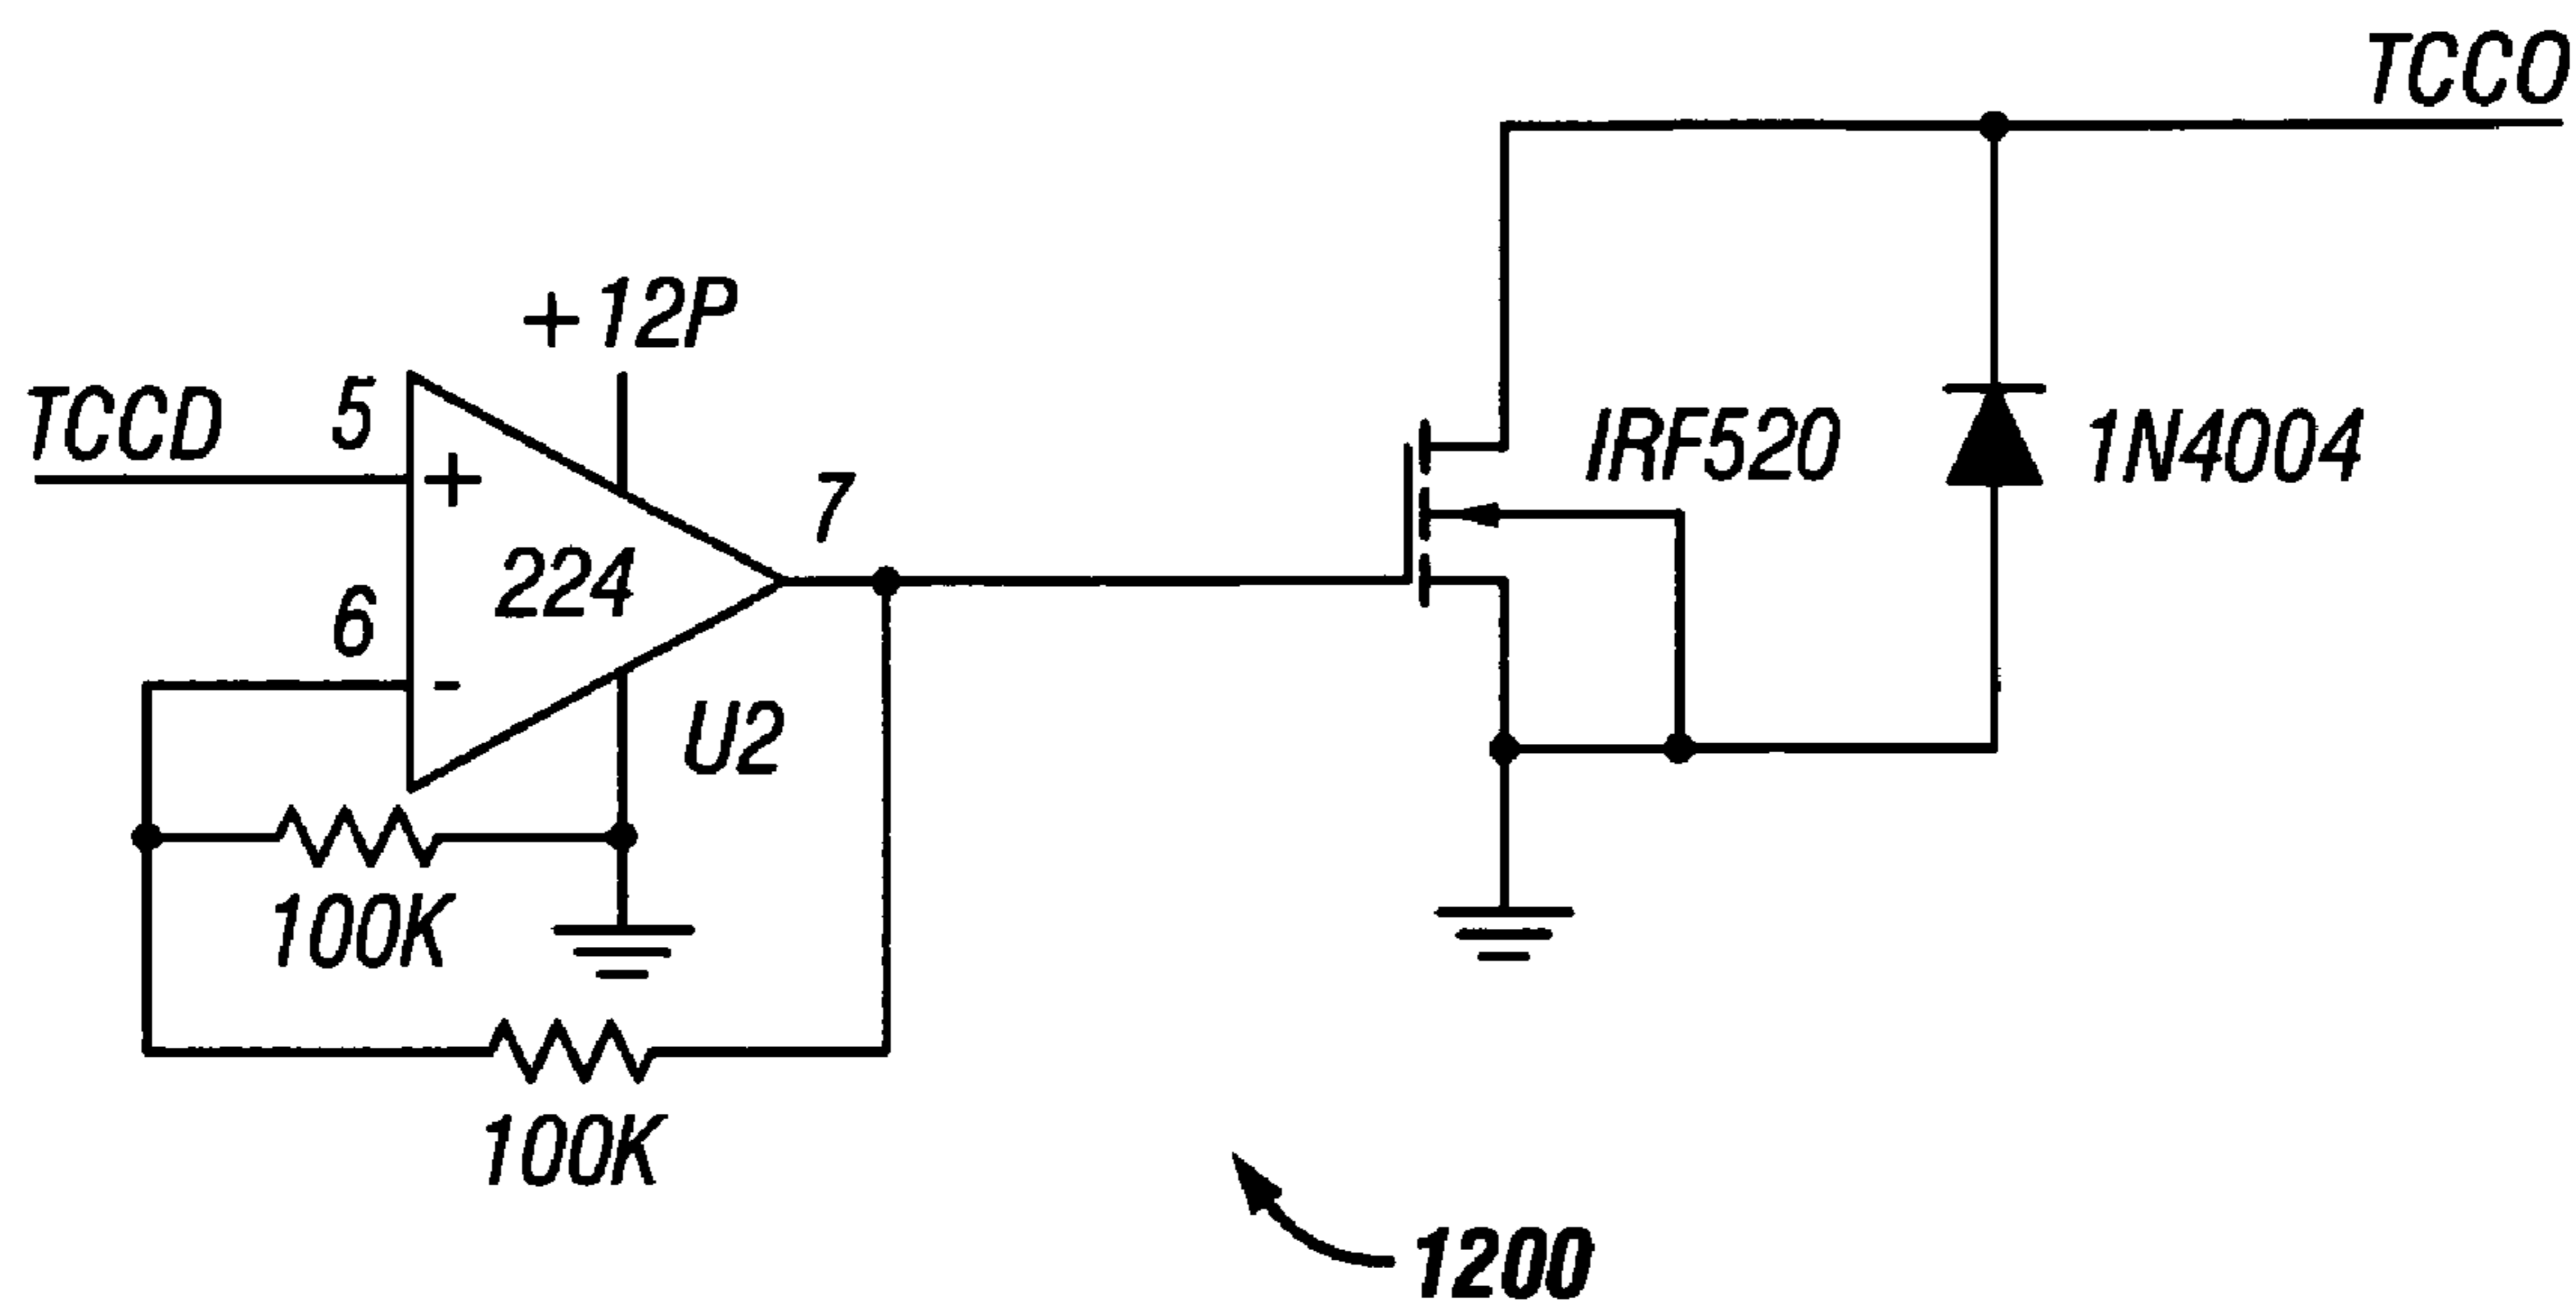 TCCO
+12P
TCCD
5
+
7
IRF520
1N4004
224
6
-
U2
100K
100K
1200